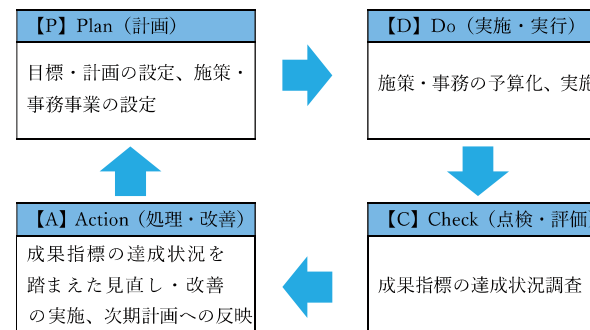 【P】Plan（計画）
目標・計画の設定、施策・
事務事業の設定
【D】Do（実施・実行）
施策・事務の予算化、実施
【A】Action（処理・改善）
成果指標の達成状況を
踏まえた見直し・改善
の実施、次期計画への反映
【C】Check（点検・評価
成果指標の達成状況調査